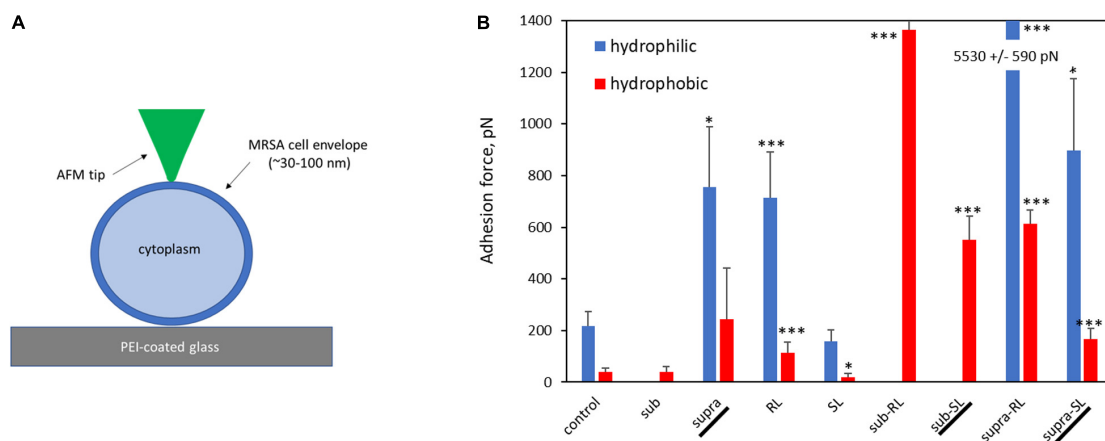 A
MRSA cell envelope
(~30-100 nm)
AFM tip
cytoplasm
PEI-coated glass
B
Adhesion force, pN
1400
1200
1000
800
600
400
200
0
hydrophilic
hydrophobic
*
***
***
*
***
***
***
5530 +/- 590 pN
***
*
***
control
sub
supra
RL
SL
sub-RL
sub-SL
supra-RL
supra-SL